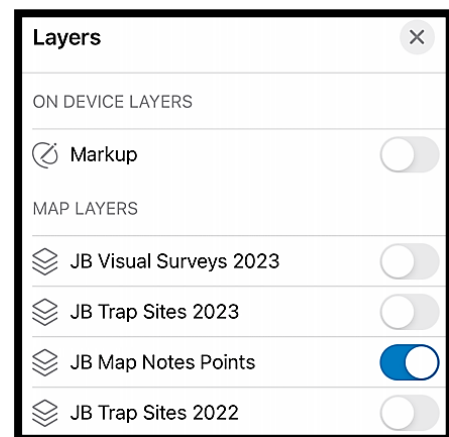 Layers
ON DEVICE LAYERS
Markup
MAP LAYERS
JB Visual Surveys 2023
JB Trap Sites 2023
JB Map Notes Points
JB Trap Sites 2022